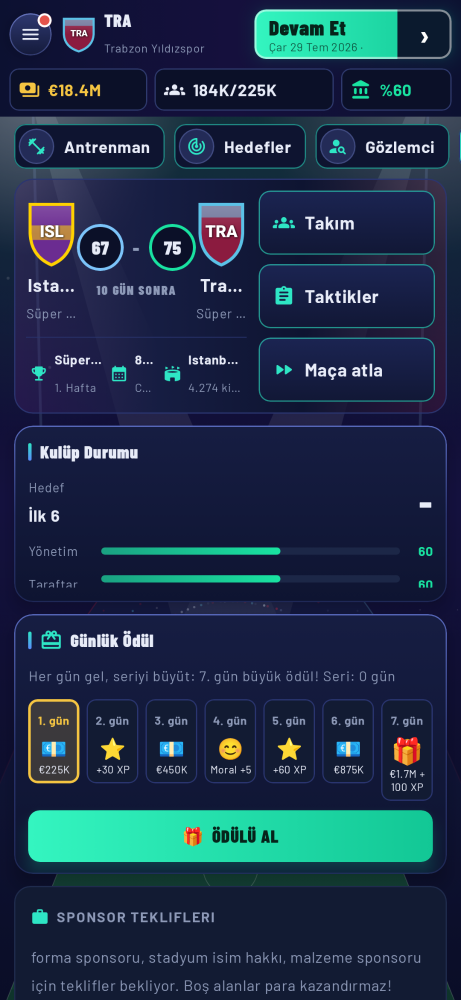 TRA
TRA
Trabzon Yıldızspor
Devam Et
Çar 29 Tem 2026 ·
€18.4M
184K/225K
%60
Antrenman
Hedefler
Gözlemci
ISL
67
-
75
TRA
Ista...
10 GÜN SONRA
Tra...
Süper ...
Süper ...
Süper...
1. Hafta
8...
C...
Istanb...
4.274 ki...
Takım
Taktikler
Maça atla
Kulüp Durumu
Hedef
İlk 6
Yönetim
60
Taraftar
60
Günlük Ödül
Her gün gel, seriyi büyüt: 7. gün büyük ödül! Seri: 0 gün
1. gün
€225K
2. gün
+30 XP
3. gün
€450K
4. gün
Moral +5
5. gün
+60 XP
6. gün
€875K
7. gün
€1.7M +
100 XP
ÖDÜLÜ AL
SPONSOR TEKLIFLERI
forma sponsoru, stadyum isim hakkı, malzeme sponsoru
için teklifler bekliyor. Boş alanlar para kazandırmaz!